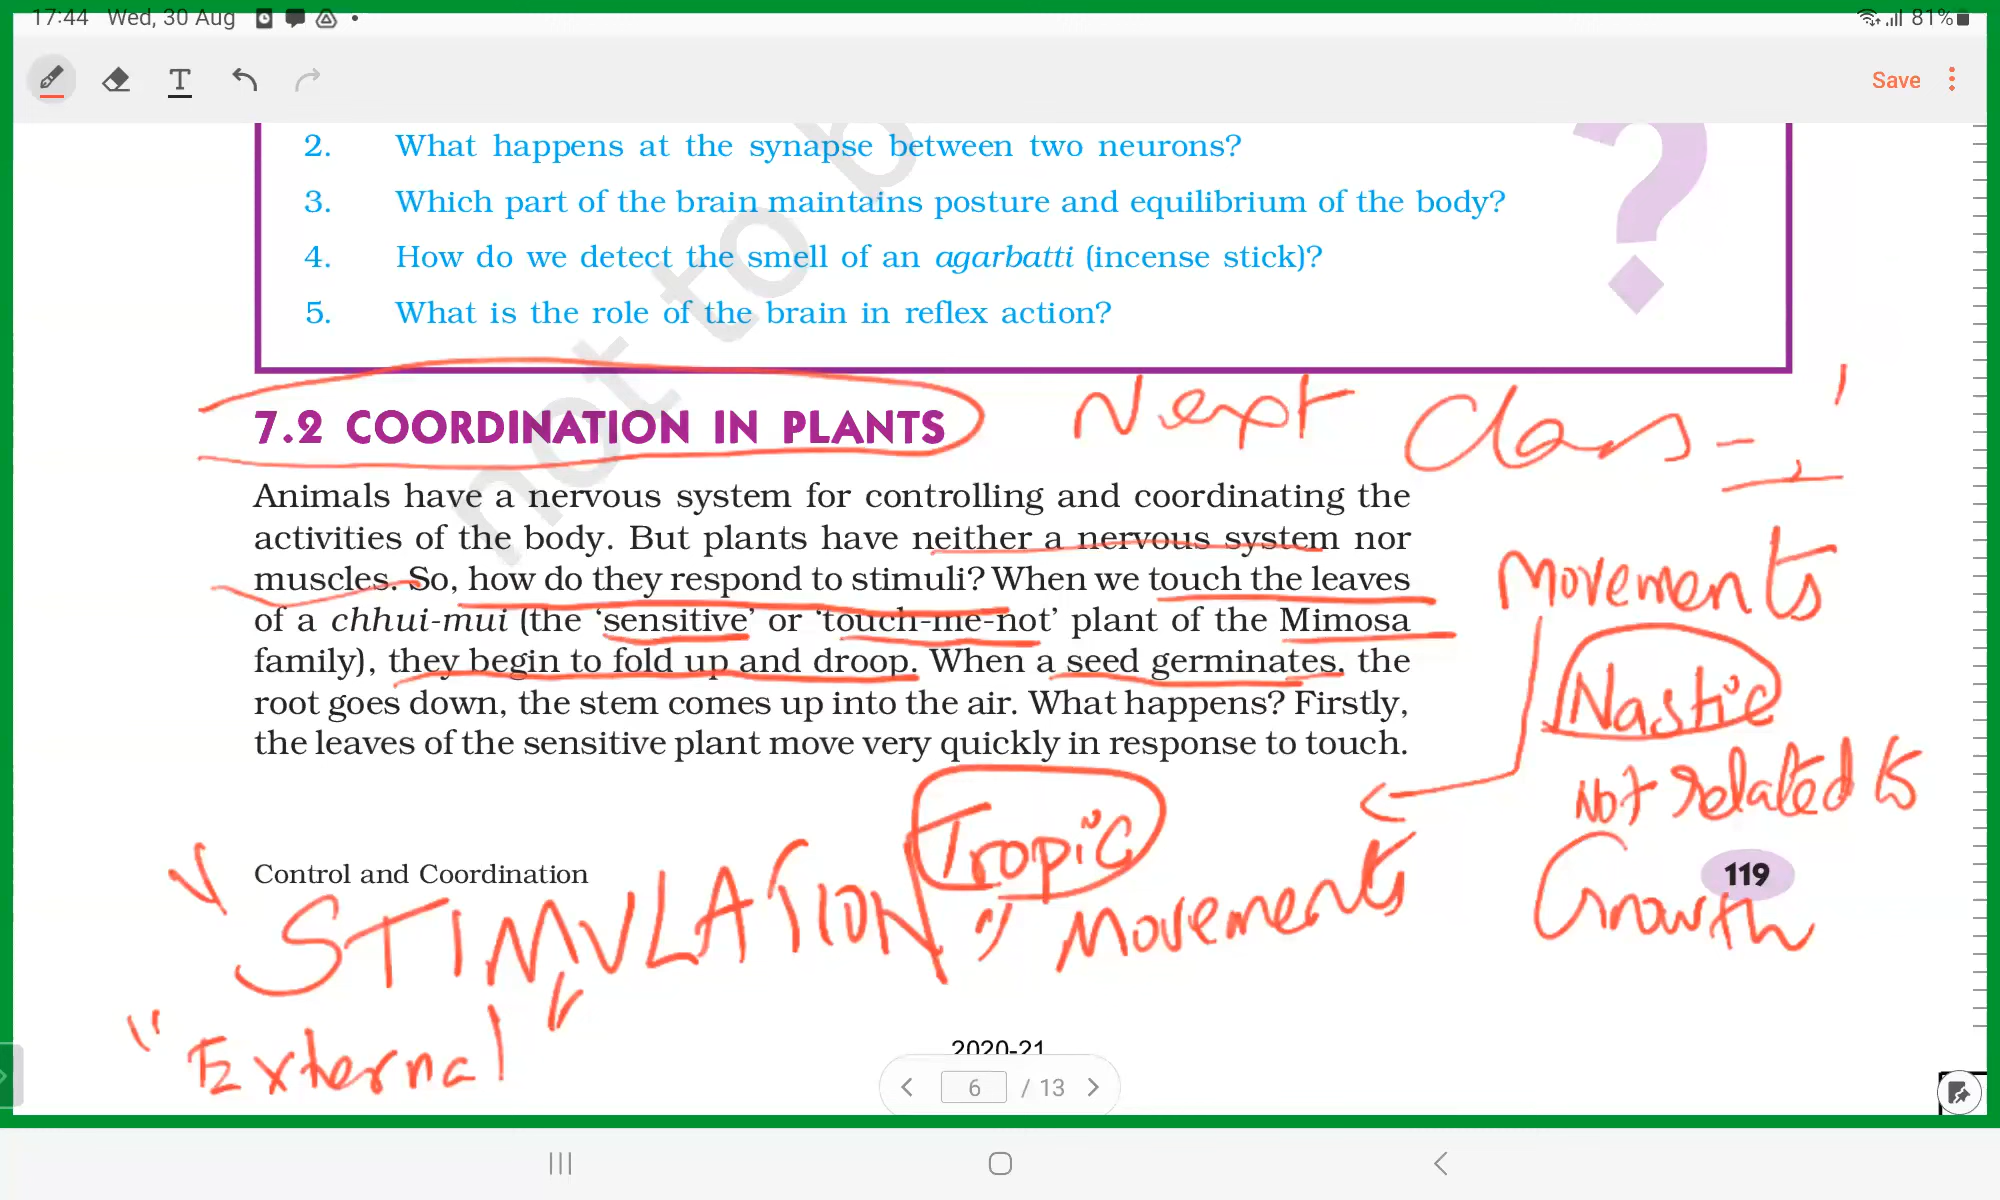 17:44 Wed, 30 Aug
81%
T
Save
2. What happens at the synapse between two neurons?
3. Which part of the brain maintains posture and equilibrium of the body?
4. How do we detect the smell of an agarbatti (incense stick)?
5. What is the role of the brain in reflex action?
?
not to b
7.2 COORDINATION IN PLANTS
Next Class -
Animals have a nervous system for controlling and coordinating the
activities of the body. But plants have neither a nervous system nor
muscles. So, how do they respond to stimuli? When we touch the leaves
of a chhui-mui (the ‘sensitive’ or ‘touch-me-not’ plant of the Mimosa
family), they begin to fold up and droop. When a seed germinates, the
root goes down, the stem comes up into the air. What happens? Firstly,
the leaves of the sensitive plant move very quickly in response to touch.
Movements
Nastic
Not related to
Growth
Tropic
Movements
Control and Coordination
119
STIMULATION
"External"
2020-21
6 / 13